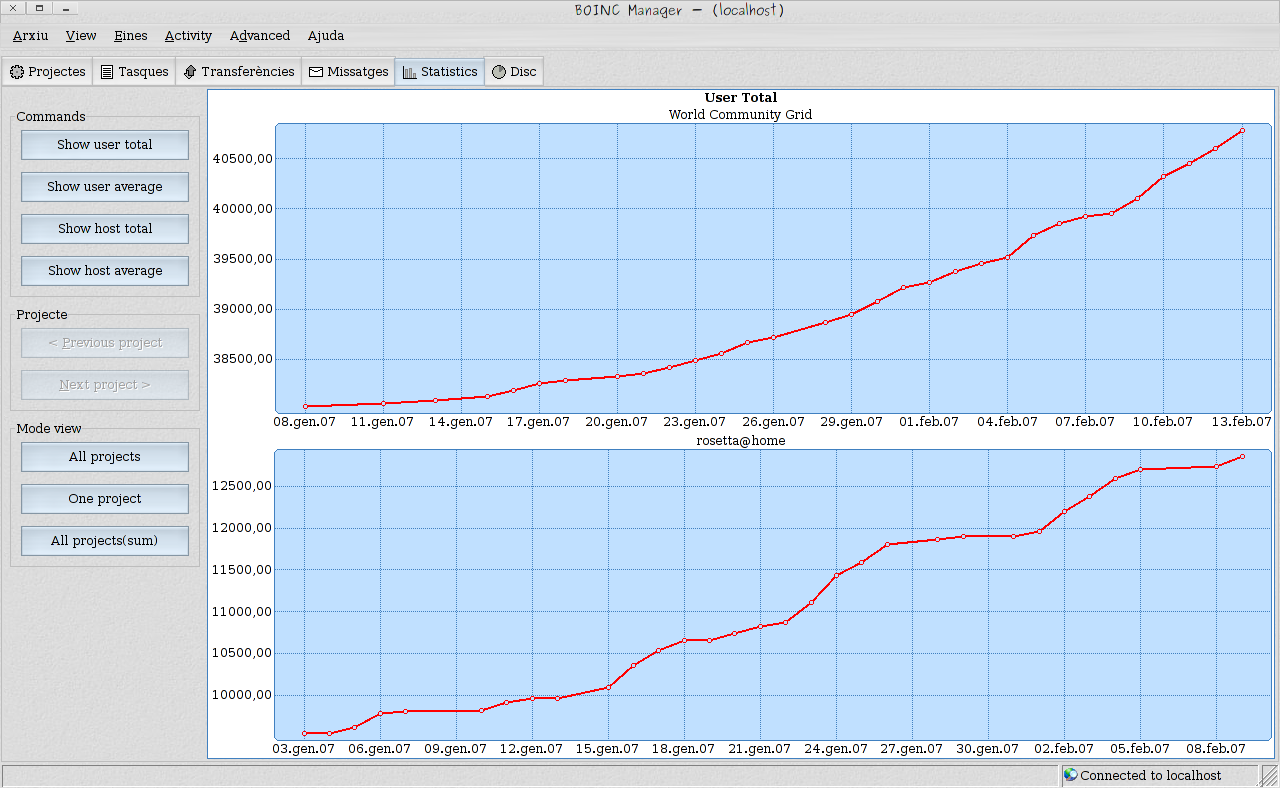 BOINC Manager - (localhost)
Arxiu View Eines Activity Advanced Ajuda
Projectes Tasques Transferències Missatges Statistics Disc
Commands
Show user total
Show user average
Show host total
Show host average
Projecte
< Previous project
Next project >
Mode view
All projects
One project
All projects(sum)
User Total
World Community Grid
40500,00
40000,00
39500,00
39000,00
38500,00
08.gen.07 11.gen.07 14.gen.07 17.gen.07 20.gen.07 23.gen.07 26.gen.07 29.gen.07 01.feb.07 04.feb.07 07.feb.07 10.feb.07 13.feb.07
rosetta@home
12500,00
12000,00
11500,00
11000,00
10500,00
10000,00
03.gen.07 06.gen.07 09.gen.07 12.gen.07 15.gen.07 18.gen.07 21.gen.07 24.gen.07 27.gen.07 30.gen.07 02.feb.07 05.feb.07 08.feb.07
Connected to localhost